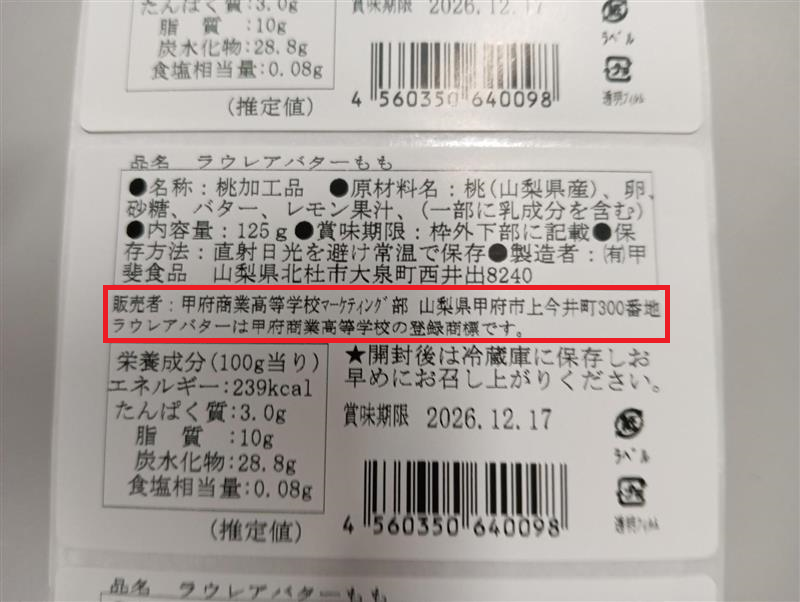 たんぱく質:3.0g
脂 質 :10g
炭水化物:28.8g
食塩相当量:0.08g
(推定値)
賞味期限 2026.12.17
ラベル
透明フィルム
4 560350 640098
品名 ラウレアバターもも
●名称:桃加工品 ●原材料名:桃(山梨県産)、卵、
砂糖、バター、レモン果汁、(一部に乳成分を含む)
●内容量:125g●賞味期限:枠外下部に記載●保
存方法:直射日光を避け常温で保存●製造者:㈲甲
斐食品 山梨県北杜市大泉町西井出8240
販売者:甲府商業高等学校マーケティング部 山梨県甲府市上今井町300番地
ラウレアバターは甲府商業高等学校の登録商標です。
栄養成分(100g当り)
エネルギー:239kcal
たんぱく質:3.0g
脂 質 :10g
炭水化物:28.8g
食塩相当量:0.08g
(推定値)
★開封後は冷蔵庫に保存しお
早めにお召し上がりください。
賞味期限 2026.12.17
ラベル
透明フィルム
4 560350 640098
品名 ラウレアバターもも